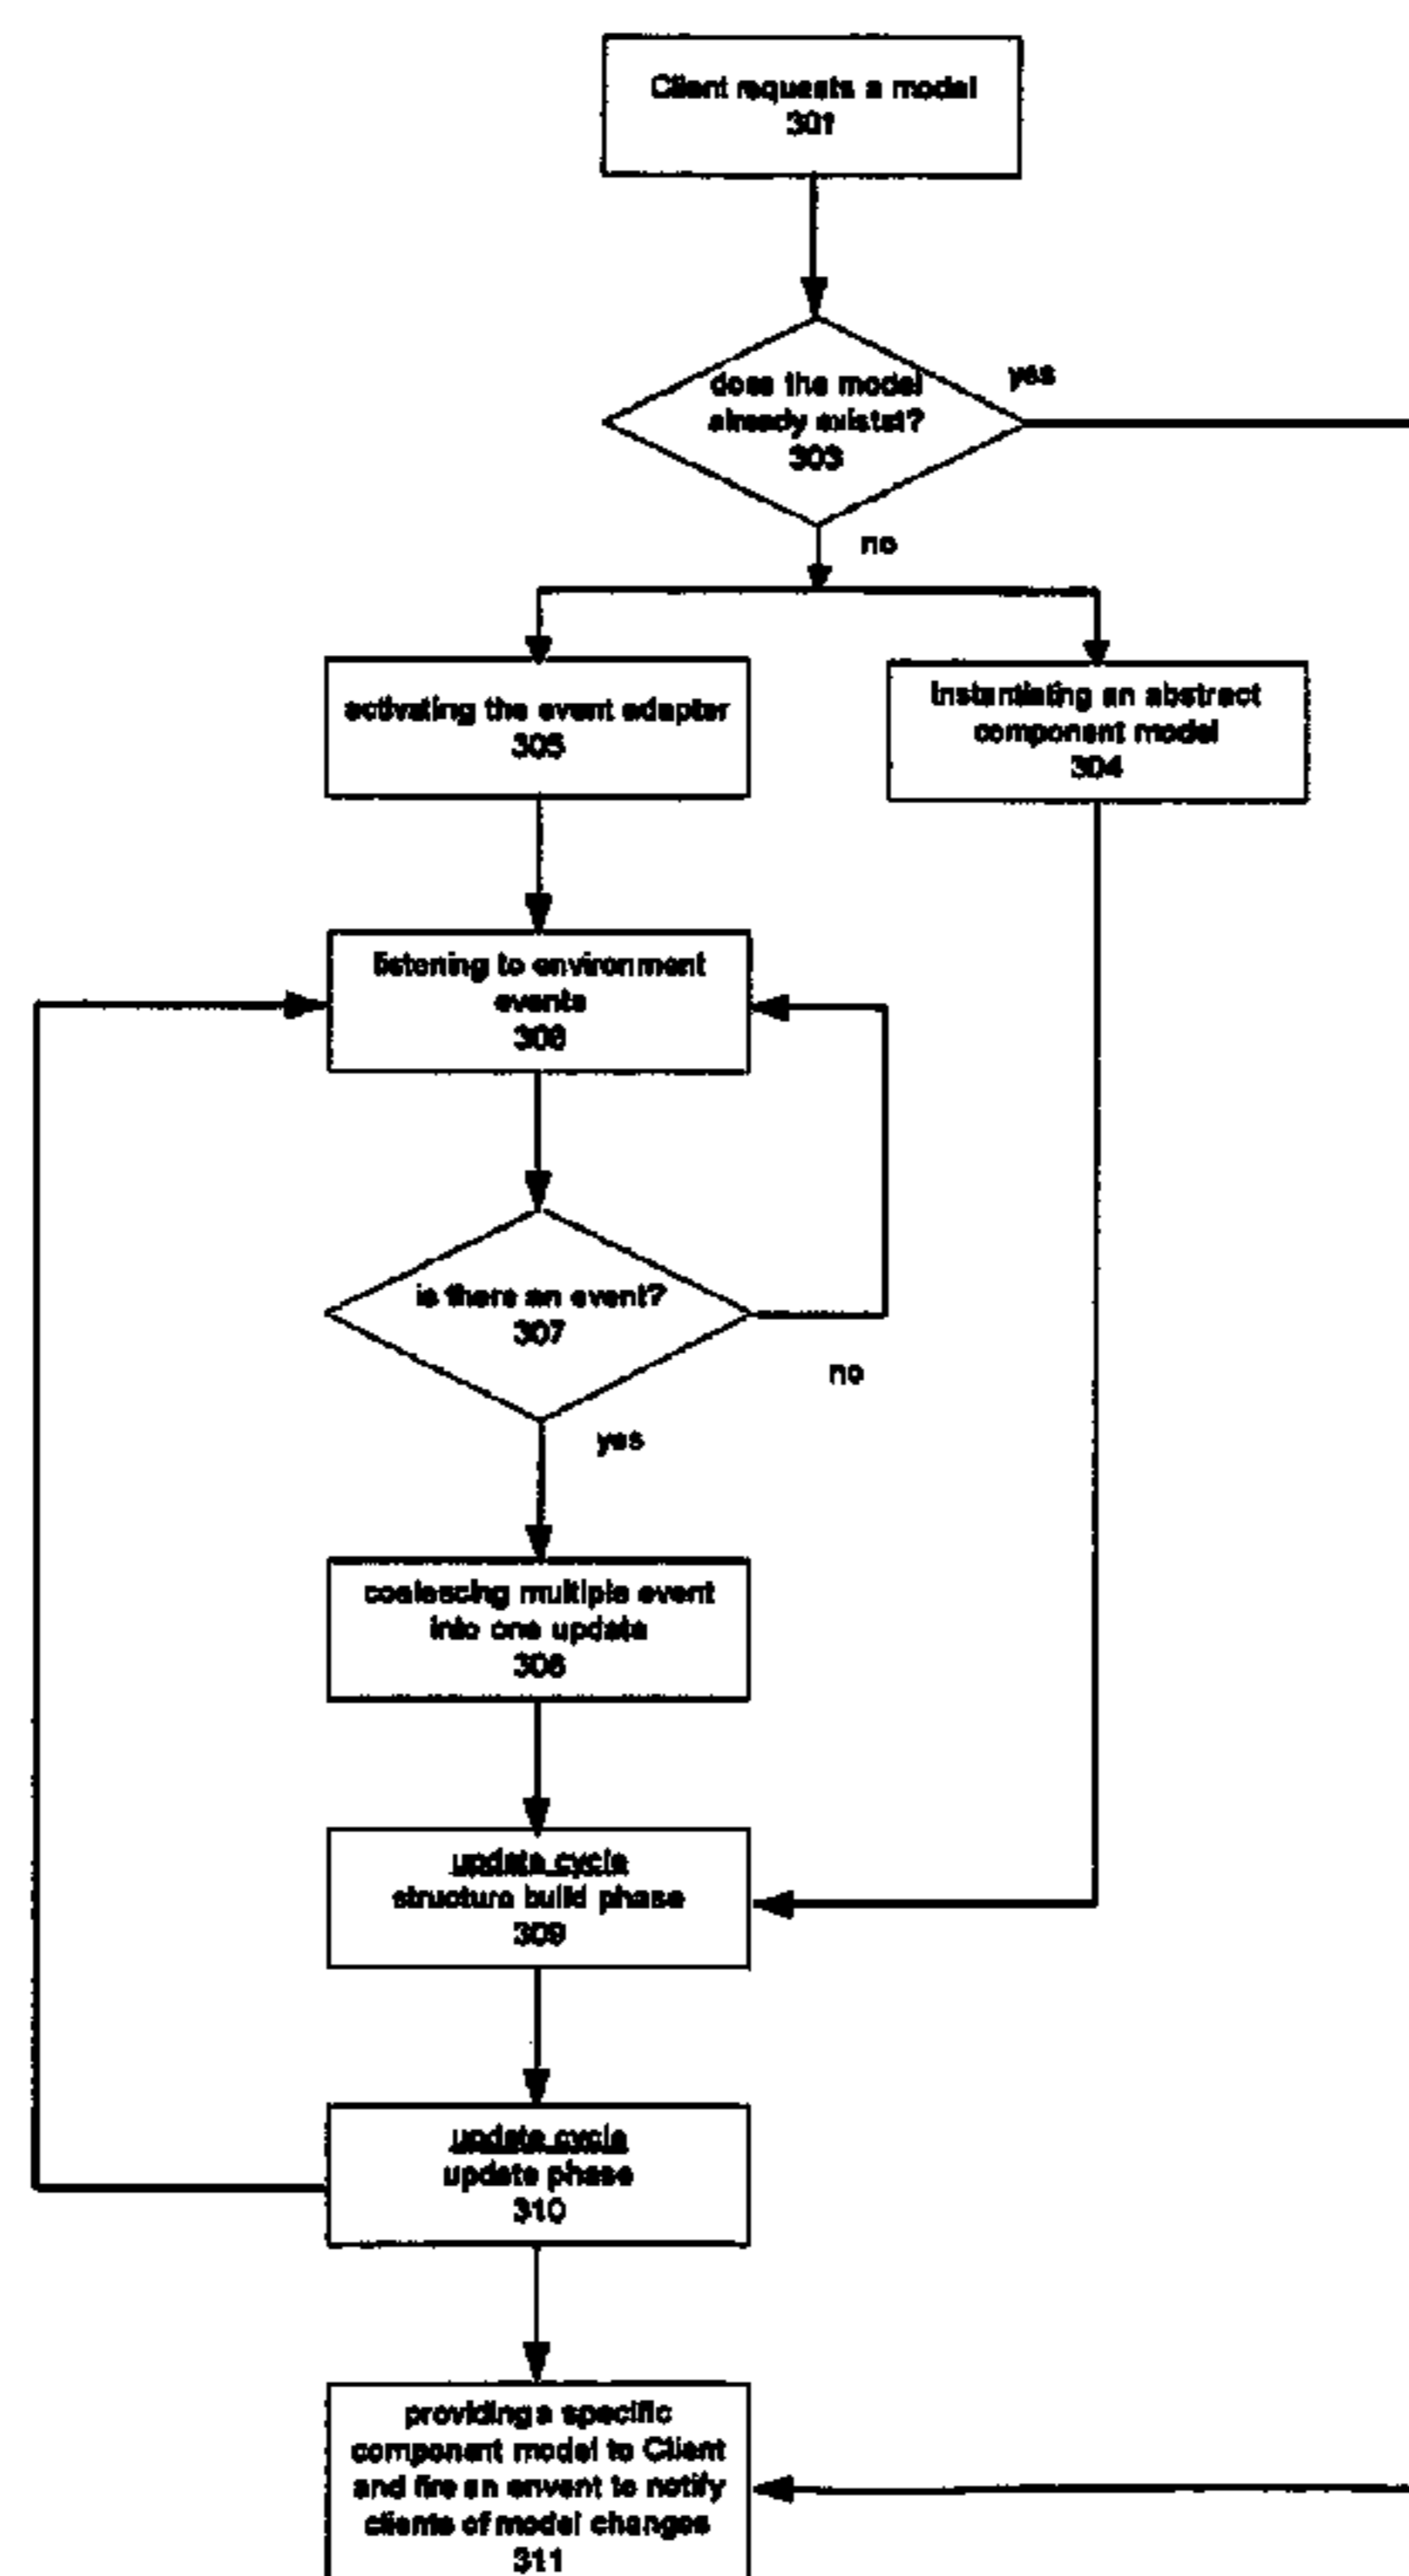 Client requests a model
301
does the model
already existst?
303
yes
no
activating the event adapter
305
Instantiating an abstract
component model
304
listening to environment
events
306
is there an event?
307
no
yes
coalescing multiple event
into one update
308
update cycle
structure build phase
309
update cycle
update phase
310
providing a specific
component model to Client
and fire an envent to notify
clients of model changes
311